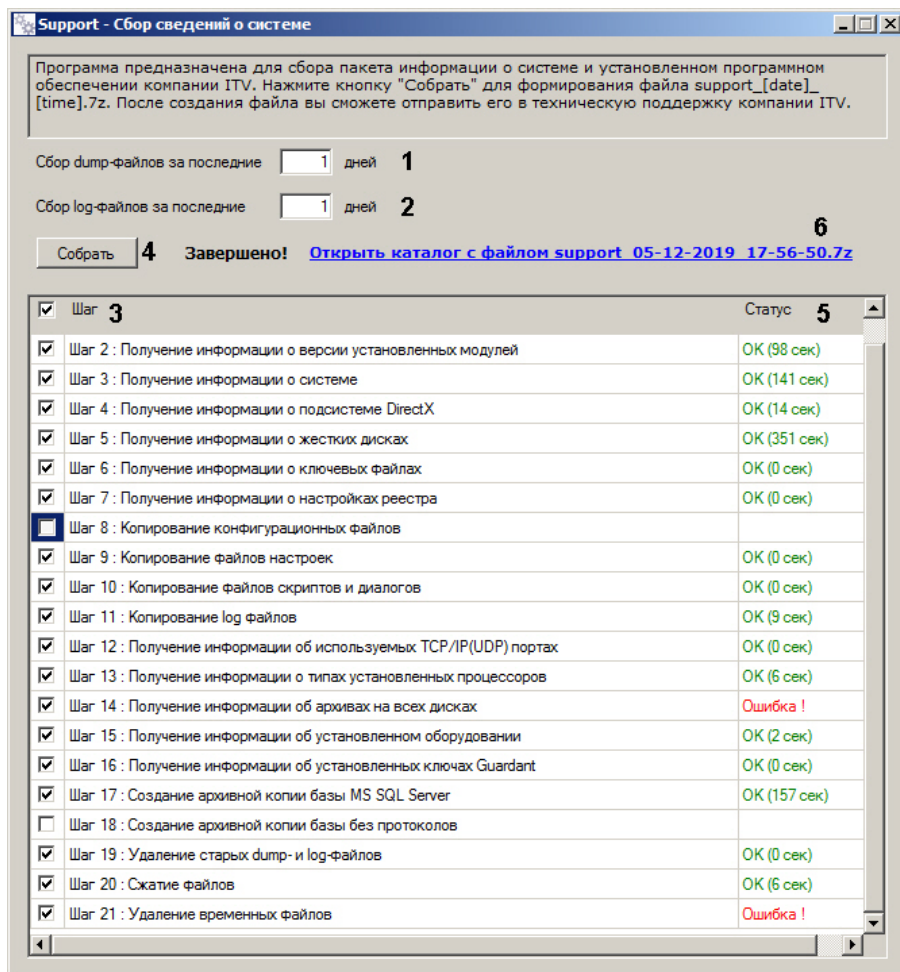 Support - Сбор сведений о системе
Программа предназначена для сбора пакета информации о системе и установленном программном
обеспечении компании ITV. Нажмите кнопку "Собрать" для формирования файла support_[date]_
[time].7z. После создания файла вы сможете отправить его в техническую поддержку компании ITV.
Сбор dump-файлов за последние 1 дней 1
Сбор log-файлов за последние 1 дней 2
6
Собрать 4 Завершено! Открыть каталог с файлом support_05-12-2019_17-56-50.7z
Шаг 3 Статус 5
Шаг 2 : Получение информации о версии установленных модулей OK (98 сек)
Шаг 3 : Получение информации о системе OK (141 сек)
Шаг 4 : Получение информации о подсистеме DirectX OK (14 сек)
Шаг 5 : Получение информации о жестких дисках OK (351 сек)
Шаг 6 : Получение информации о ключевых файлах OK (0 сек)
Шаг 7 : Получение информации о настройках реестра OK (0 сек)
Шаг 8 : Копирование конфигурационных файлов
Шаг 9 : Копирование файлов настроек OK (0 сек)
Шаг 10 : Копирование файлов скриптов и диалогов OK (0 сек)
Шаг 11 : Копирование log файлов OK (9 сек)
Шаг 12 : Получение информации об используемых TCP/IP(UDP) портах OK (0 сек)
Шаг 13 : Получение информации о типах установленных процессоров OK (6 сек)
Шаг 14 : Получение информации об архивах на всех дисках Ошибка !
Шаг 15 : Получение информации об установленном оборудовании OK (2 сек)
Шаг 16 : Получение информации об установленных ключах Guardant OK (0 сек)
Шаг 17 : Создание архивной копии базы MS SQL Server OK (157 сек)
Шаг 18 : Создание архивной копии базы без протоколов
Шаг 19 : Удаление старых dump- и log-файлов OK (0 сек)
Шаг 20 : Сжатие файлов OK (6 сек)
Шаг 21 : Удаление временных файлов Ошибка !